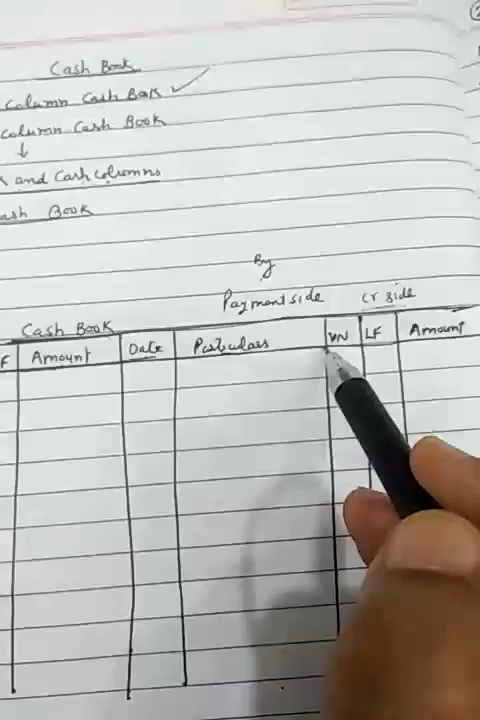 Cash Book
Column Cash Book
Column Cash Book
and Cash columns
Cash Book
By
Payment side Cr side
Cash Book
F Amount Date Particulars VN LF Amount